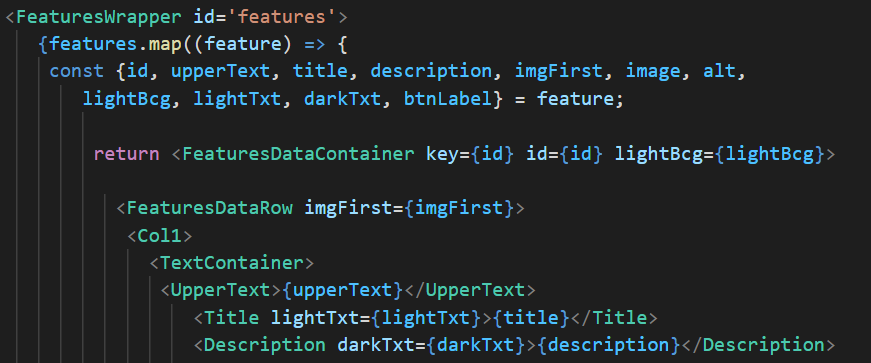 <FeaturesWrapper id='features'>
{features.map((feature) => {
const {id, upperText, title, description, imgFirst, image, alt,
lightBcg, lightTxt, darkTxt, btnLabel} = feature;
return <FeaturesDataContainer key={id} id={id} lightBcg={lightBcg}>
<FeaturesDataRow imgFirst={imgFirst}>
<Col1>
<TextContainer>
<UpperText>{upperText}</UpperText>
<Title lightTxt={lightTxt}>{title}</Title>
<Description darkTxt={darkTxt}>{description}</Description>